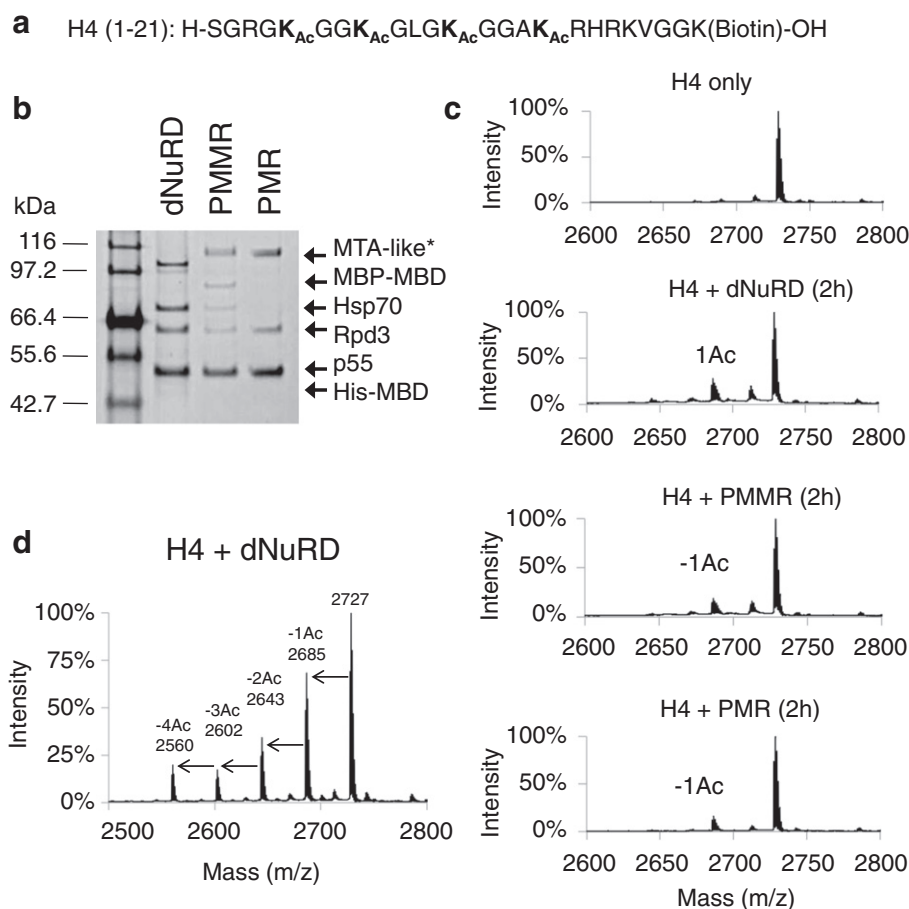 a H4 (1-21): H-SGRGKAcGGKAcGLGKAcGGAKAcRHRKVGGK(Biotin)-OH
b
dNuRD PMMR PMR
kDa
116
97.2
66.4
55.6
42.7
MTA-like*
MBP-MBD
Hsp70
Rpd3
p55
His-MBD
c
H4 only
Intensity
100%
50%
0%
2600 2650 2700 2750 2800
H4 + dNuRD (2h)
Intensity
100%
50%
0%
1Ac
2600 2650 2700 2750 2800
H4 + PMMR (2h)
Intensity
100%
50%
0%
-1Ac
2600 2650 2700 2750 2800
H4 + PMR (2h)
Intensity
100%
50%
0%
-1Ac
2600 2650 2700 2750 2800
Mass (m/z)
d
H4 + dNuRD
Intensity
100%
75%
50%
25%
0%
2727
-1Ac
2685
-2Ac
2643
-3Ac
2602
-4Ac
2560
2500 2600 2700 2800
Mass (m/z)